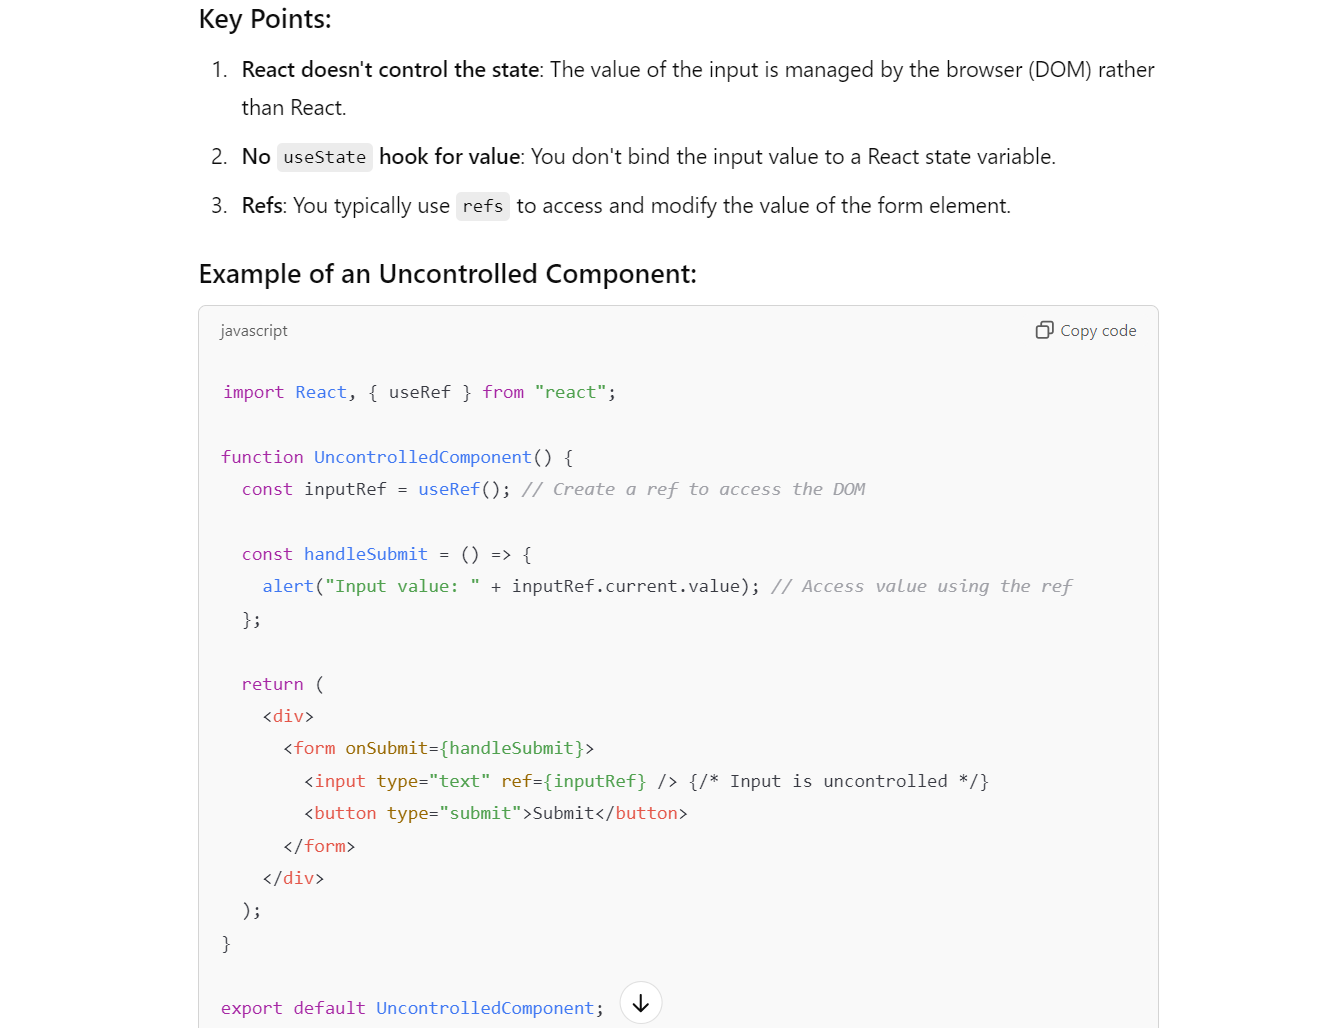 Key Points:
1. React doesn't control the state: The value of the input is managed by the browser (DOM) rather
than React.
2. No useState hook for value: You don't bind the input value to a React state variable.
3. Refs: You typically use refs to access and modify the value of the form element.
Example of an Uncontrolled Component:
javascript Copy code
import React, { useRef } from "react";
function UncontrolledComponent() {
const inputRef = useRef(); // Create a ref to access the DOM
const handleSubmit = () => {
alert("Input value: " + inputRef.current.value); // Access value using the ref
};
return (
<div>
<form onSubmit={handleSubmit}>
<input type="text" ref={inputRef} /> {/* Input is uncontrolled */}
<button type="submit">Submit</button>
</form>
</div>
);
}
export default UncontrolledComponent;